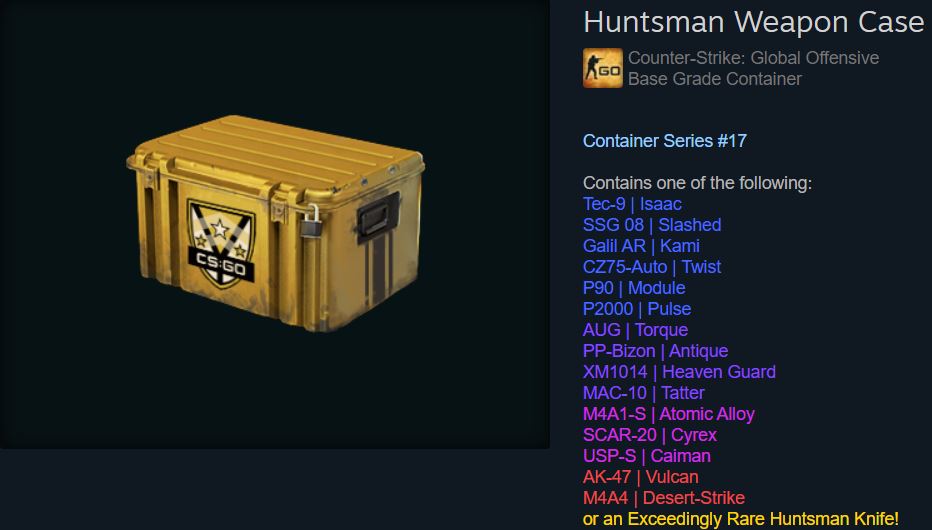 Huntsman Weapon Case
GO
Counter-Strike: Global Offensive
Base Grade Container
Container Series #17
Contains one of the following:
Tec-9 | Isaac
SSG 08 | Slashed
Galil AR | Kami
CZ75-Auto | Twist
P90 | Module
P2000 | Pulse
AUG | Torque
PP-Bizon | Antique
XM1014 | Heaven Guard
MAC-10 | Tatter
M4A1-S | Atomic Alloy
SCAR-20 | Cyrex
USP-S | Caiman
AK-47 | Vulcan
M4A4 | Desert-Strike
or an Exceedingly Rare Huntsman Knife!
CS:GO